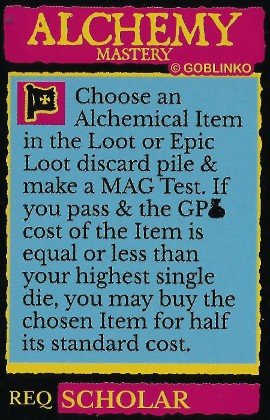 ALCHEMY
MASTERY
© GOBLINKO
Choose an
Alchemical Item
in the Loot or Epic
Loot discard pile &
make a MAG Test. If
you pass & the GP
cost of the Item is
equal or less than
your highest single
die, you may buy the
chosen Item for half
its standard cost.
REQ SCHOLAR